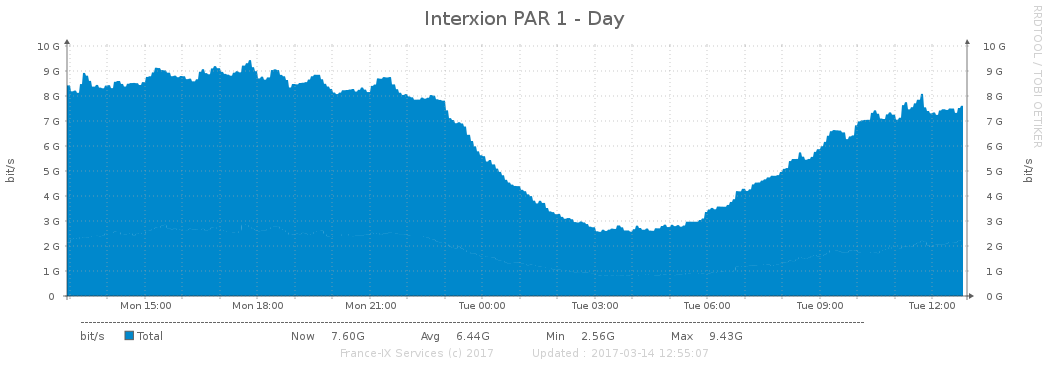 Interxion PAR 1 - Day
RRDTOOL / TOBI OETIKER
bit/s
10 G
9 G
8 G
7 G
6 G
5 G
4 G
3 G
2 G
1 G
0
10 G
9 G
8 G
7 G
6 G
5 G
4 G
3 G
2 G
1 G
0 G
bit/s
Mon 15:00 Mon 18:00 Mon 21:00 Tue 00:00 Tue 03:00 Tue 06:00 Tue 09:00 Tue 12:00
bit/s Total Now 7.60G Avg 6.44G Min 2.56G Max 9.43G
France-IX Services (c) 2017 Updated : 2017-03-14 12:55:07